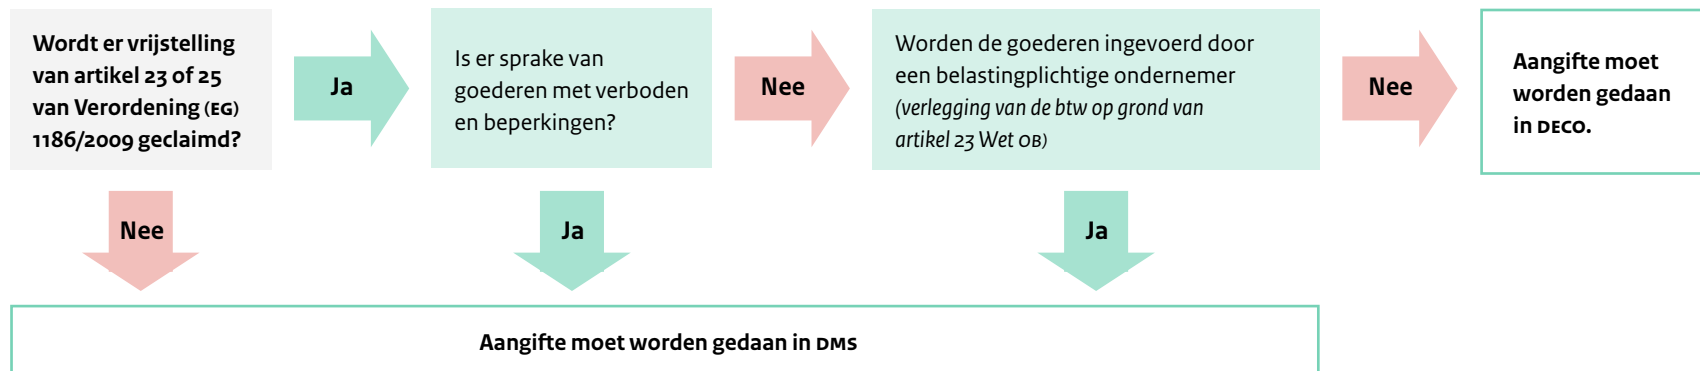 Wordt er vrijstelling
van artikel 23 of 25
van Verordening (EG)
1186/2009 geclaimd?
Ja
Is er sprake van
goederen met verboden
en beperkingen?
Nee
Worden de goederen ingevoerd door
een belastingplichtige ondernemer
(verlegging van de btw op grond van
artikel 23 Wet OB)
Nee
Aangifte moet
worden gedaan
in DECO.
Nee
Ja
Ja
Aangifte moet worden gedaan in DMS